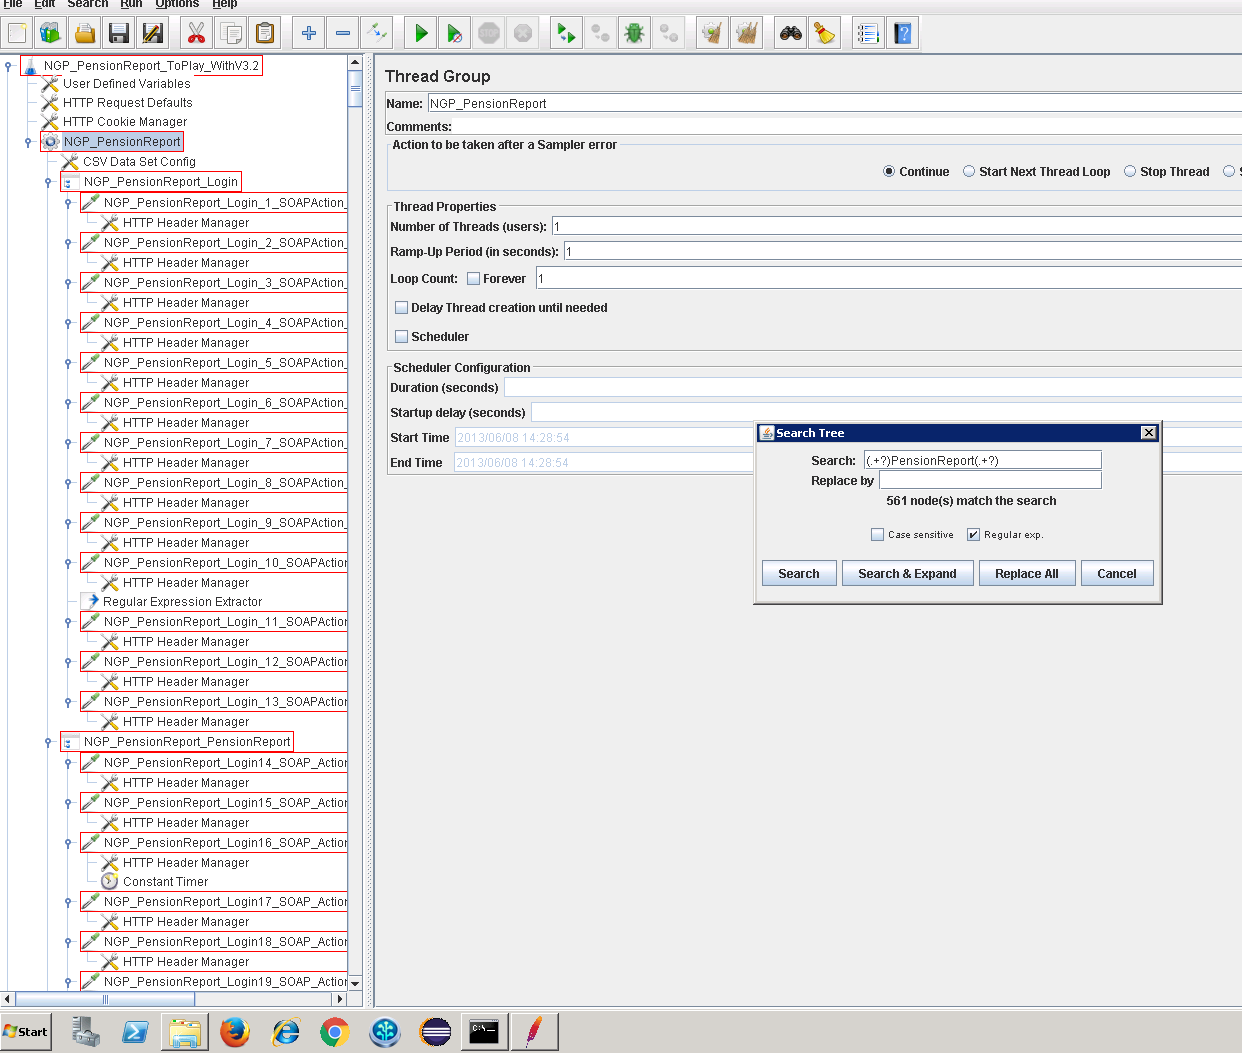 File Edit Search Run Options Help
NGP_PensionReport_ToPlay_WithV3.2
User Defined Variables
HTTP Request Defaults
HTTP Cookie Manager
NGP_PensionReport
CSV Data Set Config
NGP_PensionReport_Login
NGP_PensionReport_Login_1_SOAPAction_
HTTP Header Manager
NGP_PensionReport_Login_2_SOAPAction_
HTTP Header Manager
NGP_PensionReport_Login_3_SOAPAction_
HTTP Header Manager
NGP_PensionReport_Login_4_SOAPAction_
HTTP Header Manager
NGP_PensionReport_Login_5_SOAPAction_
HTTP Header Manager
NGP_PensionReport_Login_6_SOAPAction_
HTTP Header Manager
NGP_PensionReport_Login_7_SOAPAction_
HTTP Header Manager
NGP_PensionReport_Login_8_SOAPAction_
HTTP Header Manager
NGP_PensionReport_Login_9_SOAPAction_
HTTP Header Manager
NGP_PensionReport_Login_10_SOAPAction
HTTP Header Manager
Regular Expression Extractor
NGP_PensionReport_Login_11_SOAPAction
HTTP Header Manager
NGP_PensionReport_Login_12_SOAPAction
HTTP Header Manager
NGP_PensionReport_Login_13_SOAPAction
HTTP Header Manager
NGP_PensionReport_PensionReport
NGP_PensionReport_Login14_SOAP_Action
HTTP Header Manager
NGP_PensionReport_Login15_SOAP_Action
HTTP Header Manager
NGP_PensionReport_Login16_SOAP_Action
HTTP Header Manager
Constant Timer
NGP_PensionReport_Login17_SOAP_Action
HTTP Header Manager
NGP_PensionReport_Login18_SOAP_Action
HTTP Header Manager
NGP_PensionReport_Login19_SOAP_Action
Thread Group
Name: NGP_PensionReport
Comments:
Action to be taken after a Sampler error
Continue Start Next Thread Loop Stop Thread
Thread Properties
Number of Threads (users): 1
Ramp-Up Period (in seconds): 1
Loop Count: Forever 1
Delay Thread creation until needed
Scheduler
Scheduler Configuration
Duration (seconds)
Startup delay (seconds)
Start Time 2013/06/08 14:28:54
End Time 2013/06/08 14:28:54
Search Tree
Search: (.+?)PensionReport(.+?)
Replace by
561 node(s) match the search
Case sensitive Regular exp.
Search Search & Expand Replace All Cancel
Start